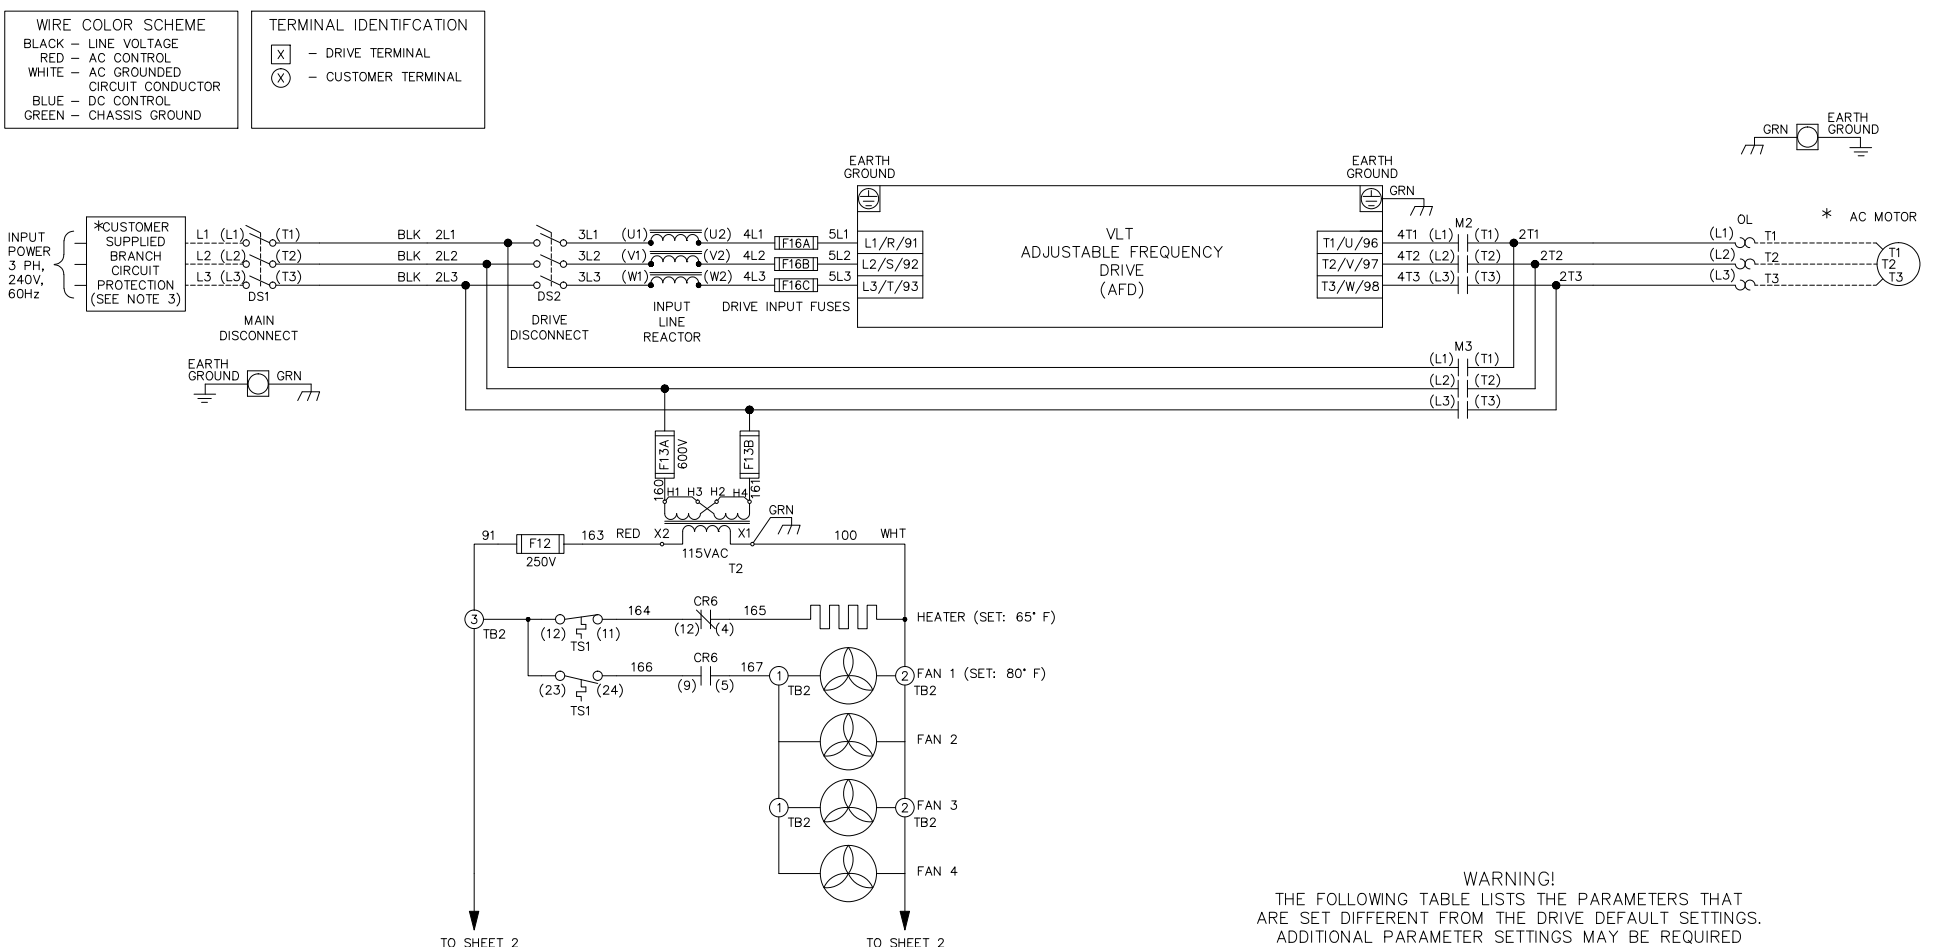 WIRE COLOR SCHEME
BLACK – LINE VOLTAGE
RED – AC CONTROL
WHITE – AC GROUNDED
CIRCUIT CONDUCTOR
BLUE – DC CONTROL
GREEN – CHASSIS GROUND
TERMINAL IDENTIFCATION
X – DRIVE TERMINAL
X – CUSTOMER TERMINAL
GRN
EARTH
GROUND
INPUT
POWER
3 PH,
240V,
60Hz
*CUSTOMER
SUPPLIED
BRANCH
CIRCUIT
PROTECTION
(SEE NOTE 3)
L1 (L1) (T1)
L2 (L2) (T2)
L3 (L3) (T3)
DS1
MAIN
DISCONNECT
BLK 2L1
BLK 2L2
BLK 2L3
DS2
DRIVE
DISCONNECT
3L1 (U1) (U2) 4L1 F16A 5L1
3L2 (V1) (V2) 4L2 F16B 5L2
3L3 (W1) (W2) 4L3 F16C 5L3
INPUT
LINE
REACTOR
DRIVE INPUT FUSES
EARTH
GROUND
L1/R/91
L2/S/92
L3/T/93
VLT
ADJUSTABLE FREQUENCY
DRIVE
(AFD)
EARTH
GROUND
GRN
T1/U/96
T2/V/97
T3/W/98
M2
4T1 (L1) (T1) 2T1
4T2 (L2) (T2) 2T2
4T3 (L3) (T3) 2T3
OL
(L1) T1
(L2) T2
(L3) T3
* AC MOTOR
T1
T2
T3
M3
(L1) (T1)
(L2) (T2)
(L3) (T3)
EARTH
GROUND
GRN
F13A
600V
F13B
160
161
H1 H3 H2 H4
GRN
91 F12 163 RED X2 X1 100 WHT
250V
115VAC
T2
3
TB2
(12) (11)
TS1
164
CR6
(12) (4)
165
HEATER (SET: 65° F)
(23) (24)
TS1
166
CR6
(9) (5)
167
1
TB2
2
TB2
FAN 1 (SET: 80° F)
FAN 2
1
TB2
2
TB2
FAN 3
FAN 4
TO SHEET 2
TO SHEET 2
WARNING!
THE FOLLOWING TABLE LISTS THE PARAMETERS THAT
ARE SET DIFFERENT FROM THE DRIVE DEFAULT SETTINGS.
ADDITIONAL PARAMETER SETTINGS MAY BE REQUIRED